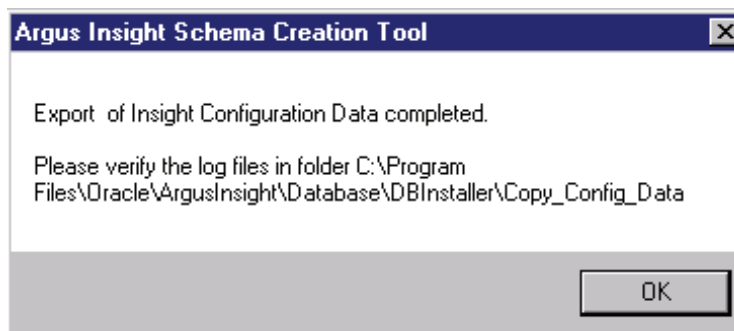 Argus Insight Schema Creation Tool
Export of Insight Configuration Data completed.
Please verify the log files in folder C:\Program
Files\Oracle\ArgusInsight\Database\DBInstaller\Copy_Config_Data
OK